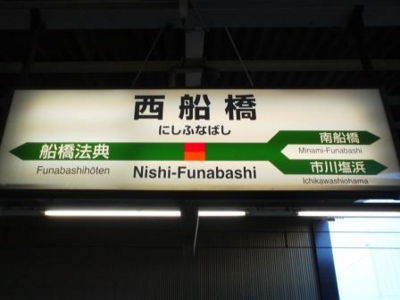 西船橋
にしふなばし
船橋法典
Funabashihōten
Nishi-Funabashi
南船橋
Minami-Funabashi
市川塩浜
Ichikawashiohama